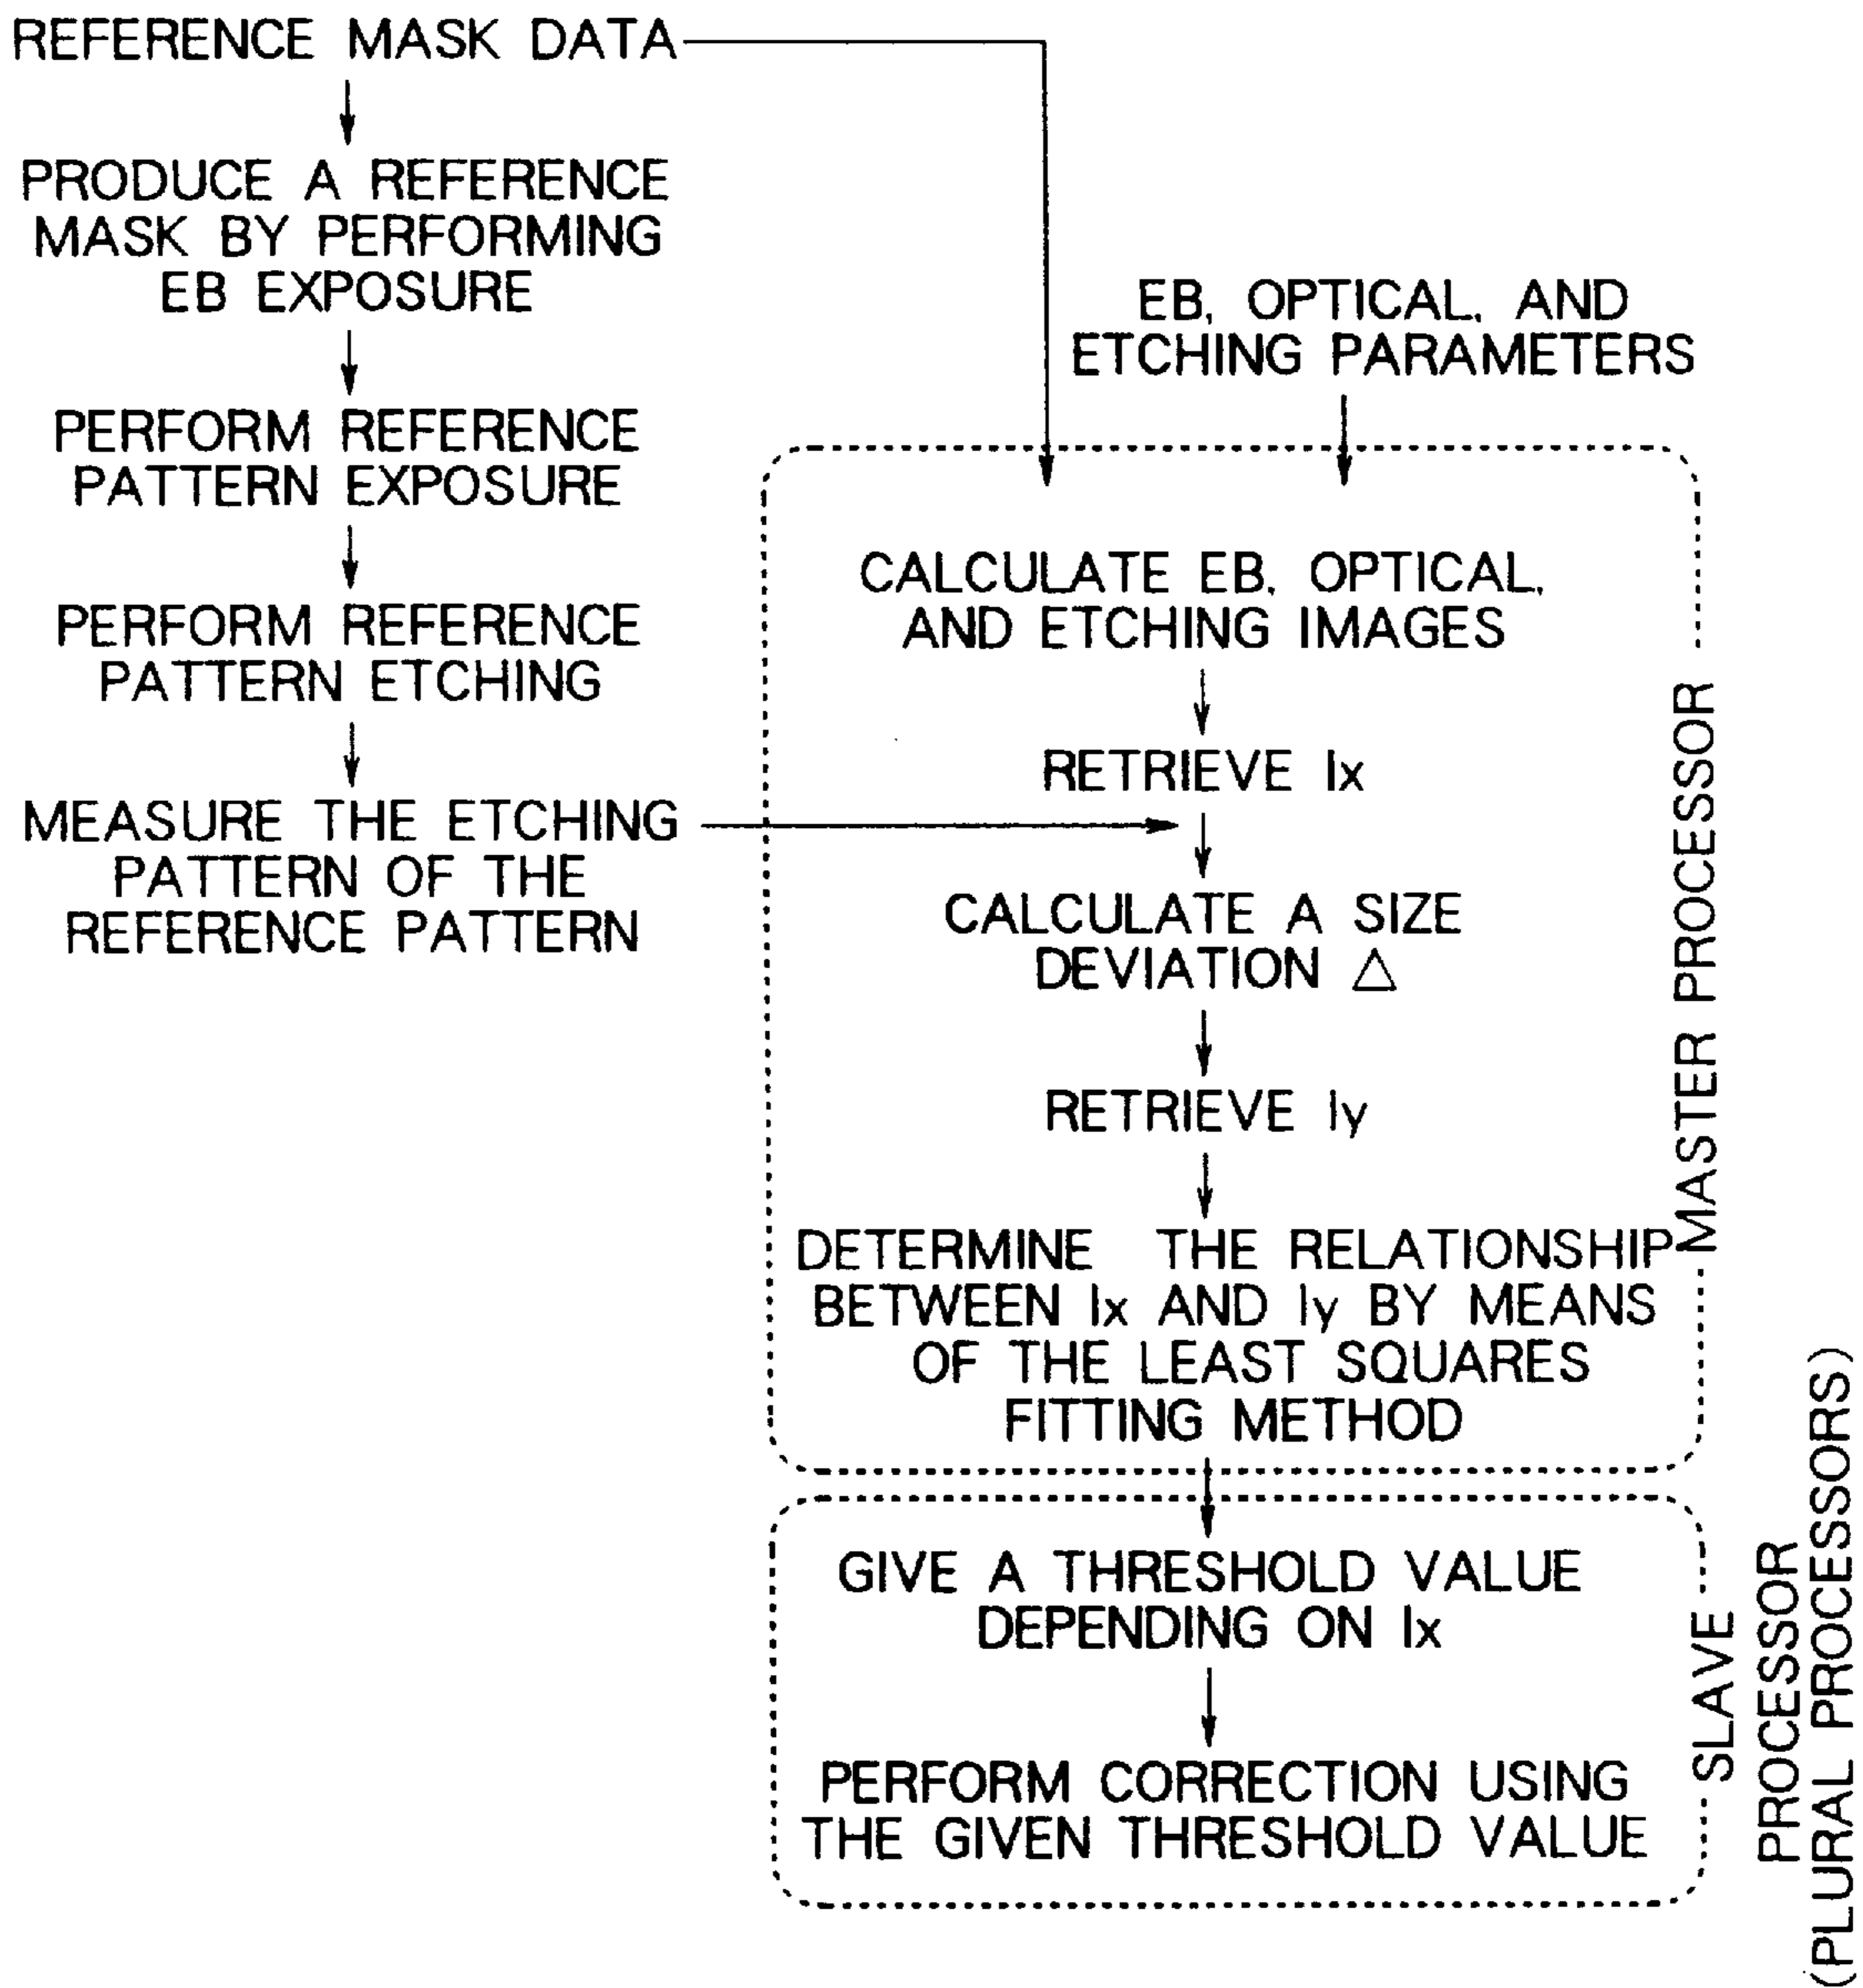 REFERENCE MASK DATA
PRODUCE A REFERENCE
MASK BY PERFORMING
EB EXPOSURE
PERFORM REFERENCE
PATTERN EXPOSURE
PERFORM REFERENCE
PATTERN ETCHING
MEASURE THE ETCHING
PATTERN OF THE
REFERENCE PATTERN
EB, OPTICAL, AND
ETCHING PARAMETERS
CALCULATE EB, OPTICAL,
AND ETCHING IMAGES
RETRIEVE Ix
CALCULATE A SIZE
DEVIATION △
RETRIEVE Iy
DETERMINE THE RELATIONSHIP
BETWEEN Ix AND Iy BY MEANS
OF THE LEAST SQUARES
FITTING METHOD
MASTER PROCESSOR
GIVE A THRESHOLD VALUE
DEPENDING ON Ix
PERFORM CORRECTION USING
THE GIVEN THRESHOLD VALUE
SLAVE
PROCESSOR
(PLURAL PROCESSORS)